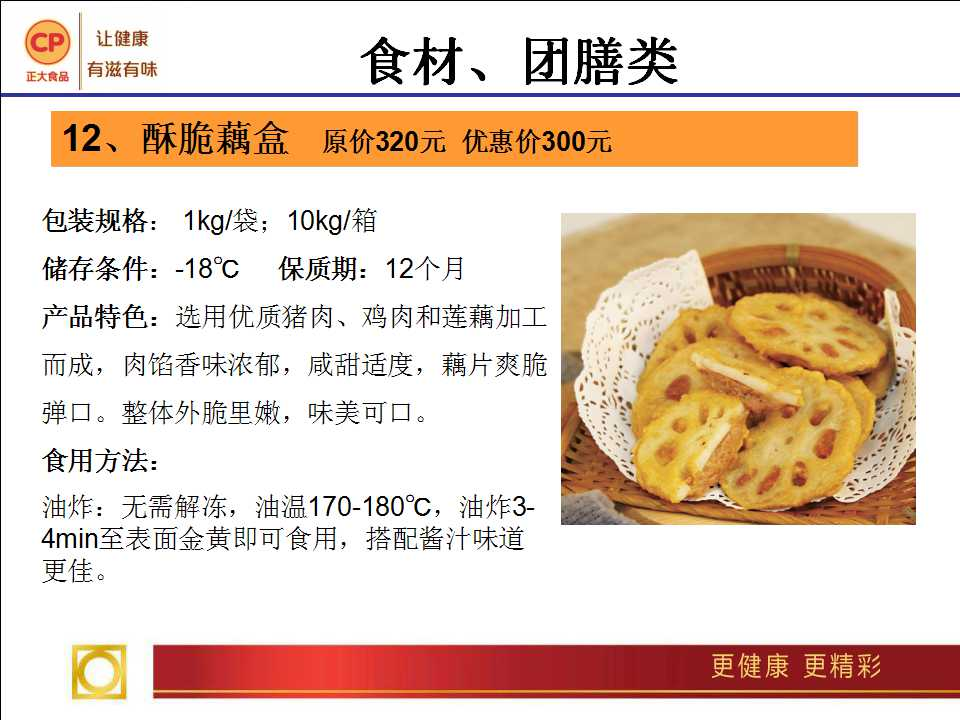 CP
正大食品
让健康
有滋有味
食材、团膳类
12、酥脆藕盒 原价320元 优惠价300元
包装规格： 1kg/袋；10kg/箱
储存条件：-18℃ 保质期：12个月
产品特色：选用优质猪肉、鸡肉和莲藕加工
而成，肉馅香味浓郁，咸甜适度，藕片爽脆
弹口。整体外脆里嫩，味美可口。
食用方法：
油炸：无需解冻，油温170-180℃，油炸3-
4min至表面金黄即可食用，搭配酱汁味道
更佳。
更健康 更精彩